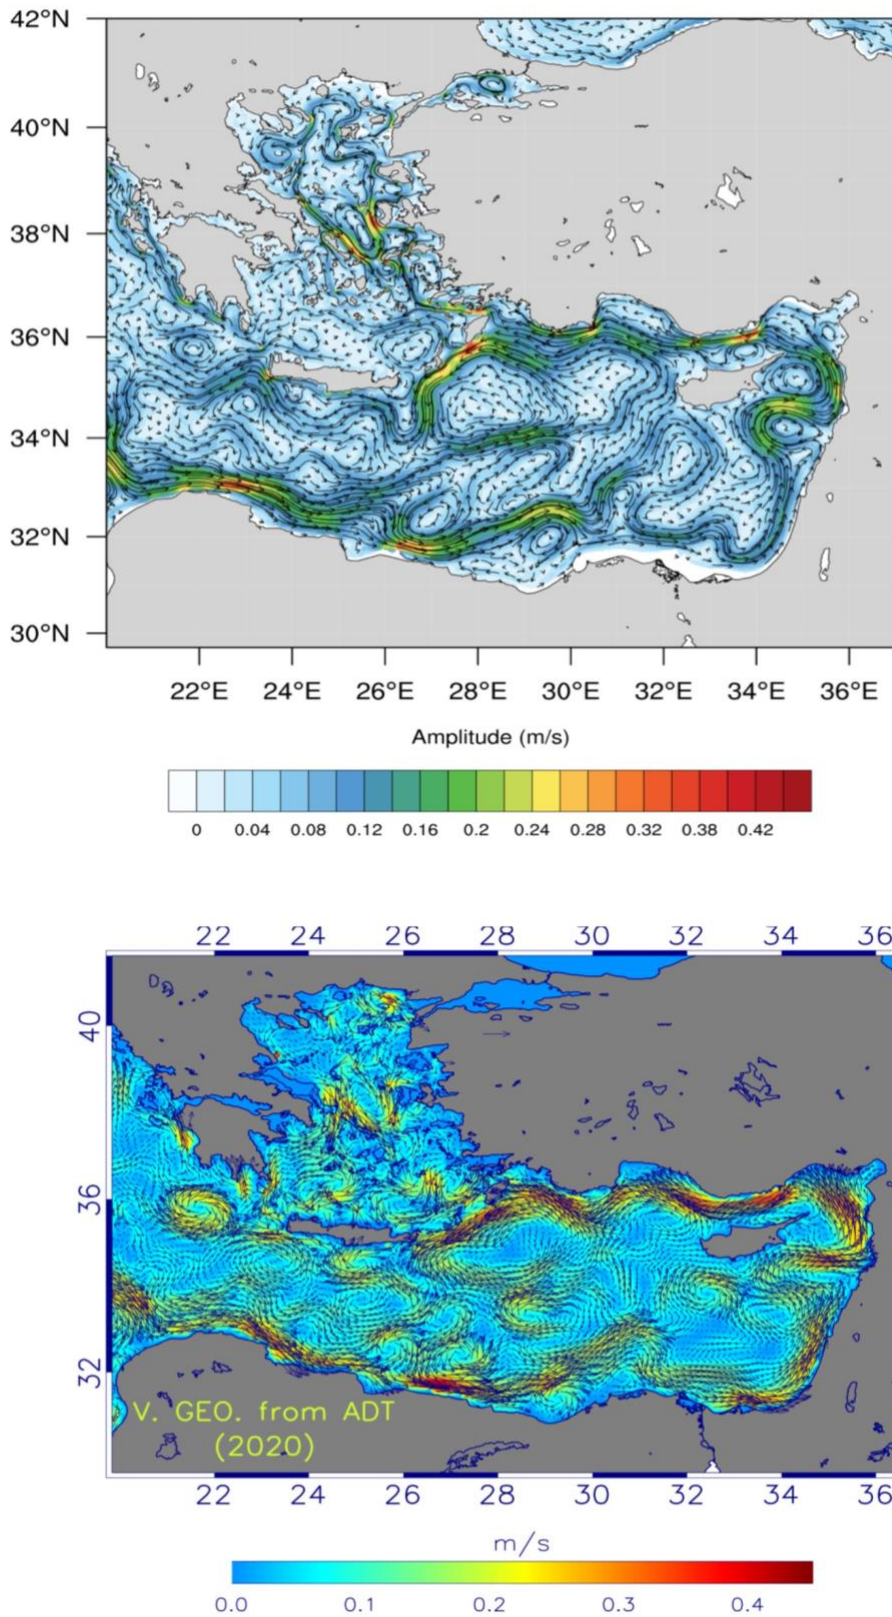 42°N
40°N
38°N
36°N
34°N
32°N
30°N
22°E 24°E 26°E 28°E 30°E 32°E 34°E 36°E
Amplitude (m/s)
0 0.04 0.08 0.12 0.16 0.2 0.24 0.28 0.32 0.38 0.42
22 24 26 28 30 32 34 36
40
36
32
V. GEO. from ADT
(2020)
22 24 26 28 30 32 34 36
m/s
0.0 0.1 0.2 0.3 0.4